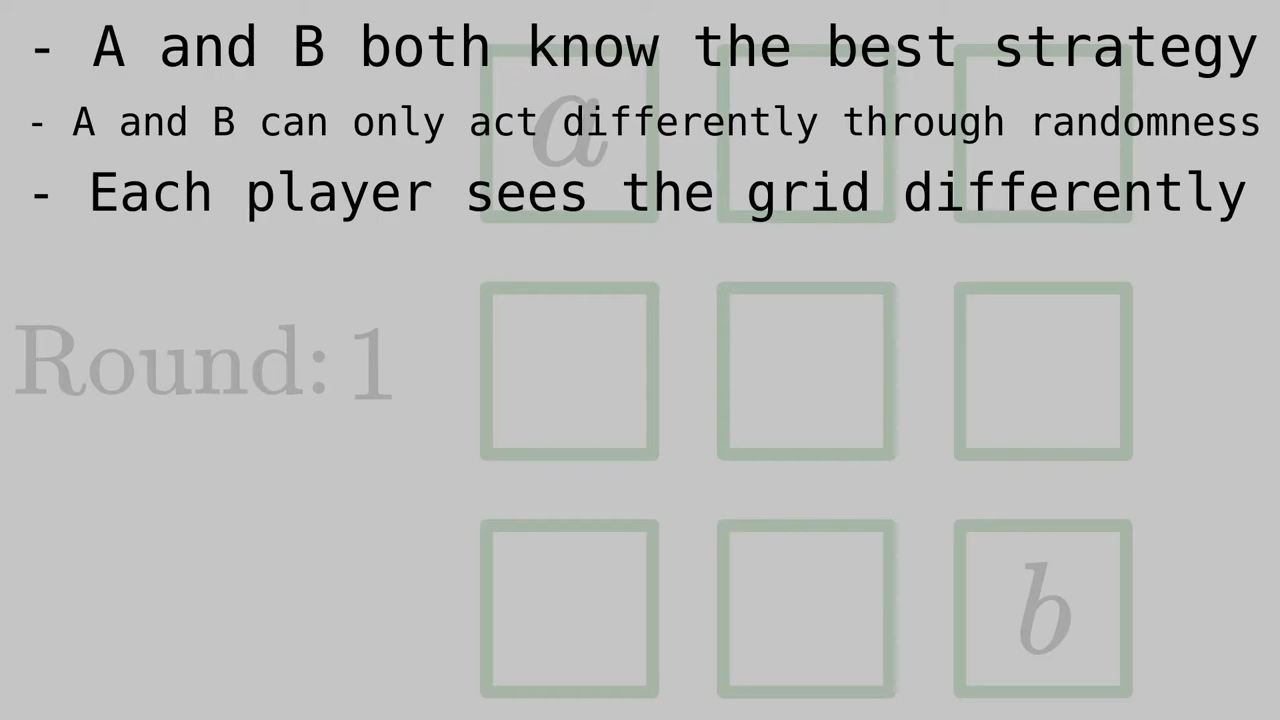 - A and B both know the best strategy
- A and B can only act differently through randomness
- Each player sees the grid differently
a
Round: 1
b